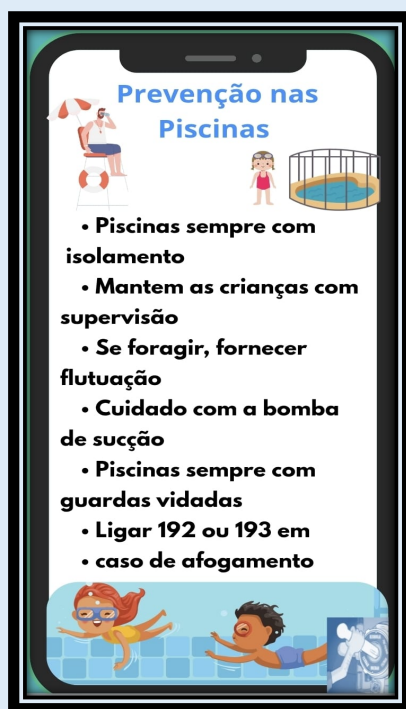 Prevenção nas
Piscinas
• Piscinas sempre com
isolamento
• Mantem as crianças com
supervisão
• Se foragir, fornecer
flutuação
• Cuidado com a bomba
de sucção
• Piscinas sempre com
guardas vidadas
• Ligar 192 ou 193 em
• caso de afogamento